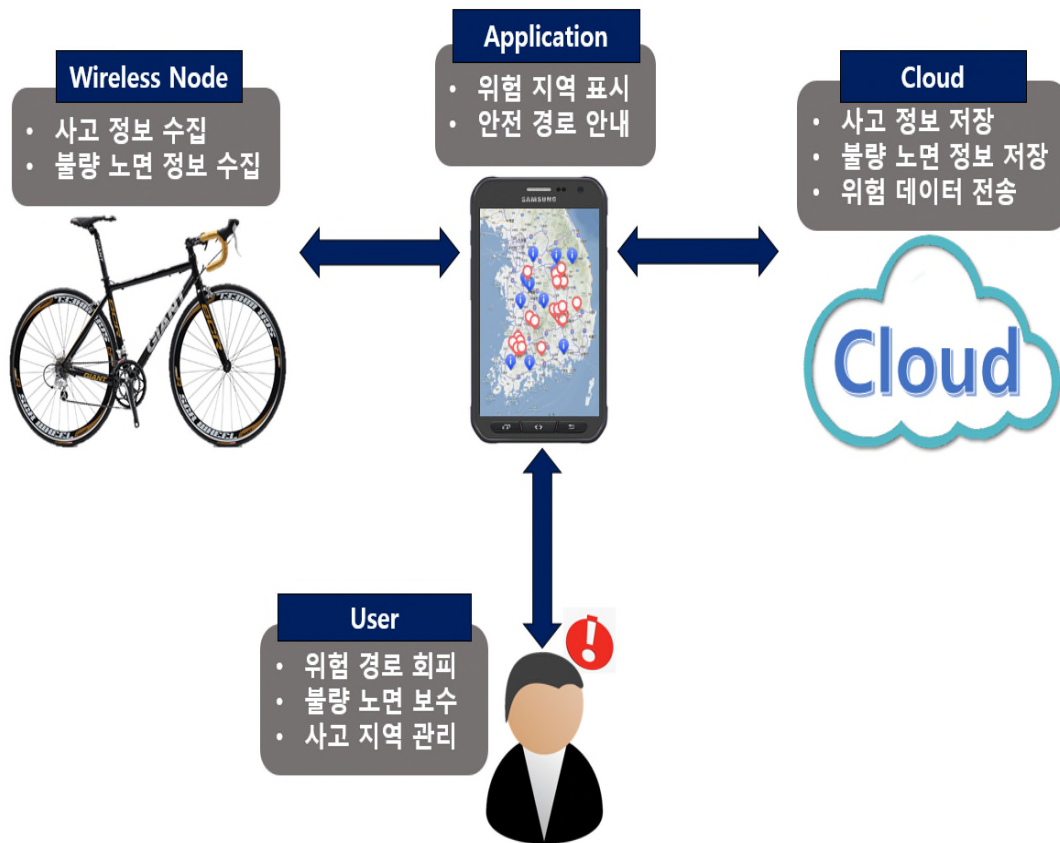 Application
• 위험 지역 표시
• 안전 경로 안내
Wireless Node
• 사고 정보 수집
• 불량 노면 정보 수집
Cloud
• 사고 정보 저장
• 불량 노면 정보 저장
• 위험 데이터 전송
SAMSUNG
GIANT
GIANT
Cloud
User
• 위험 경로 회피
• 불량 노면 보수
• 사고 지역 관리